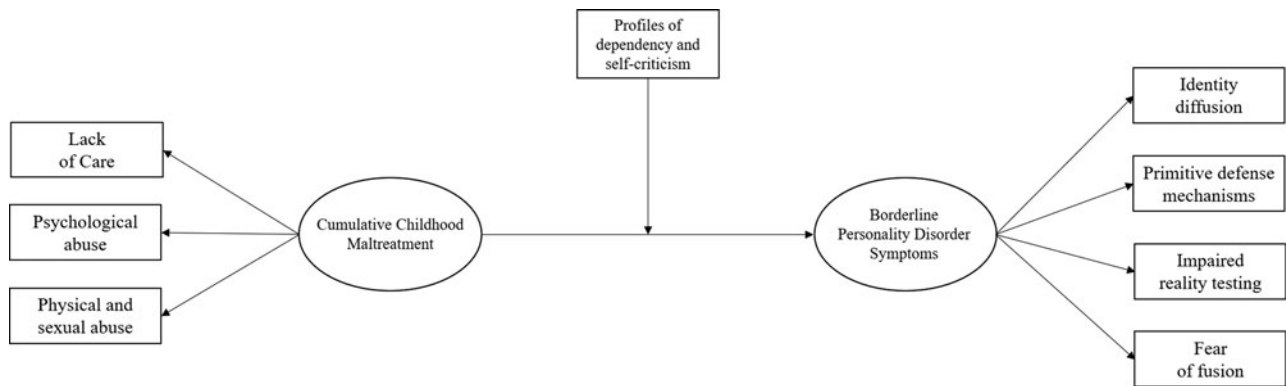 Profiles of
dependency and
self-criticism
Lack
of Care
Psychological
abuse
Physical and
sexual abuse
Cumulative Childhood
Maltreatment
Borderline
Personality Disorder
Symptoms
Identity
diffusion
Primitive defense
mechanisms
Impaired
reality testing
Fear
of fusion